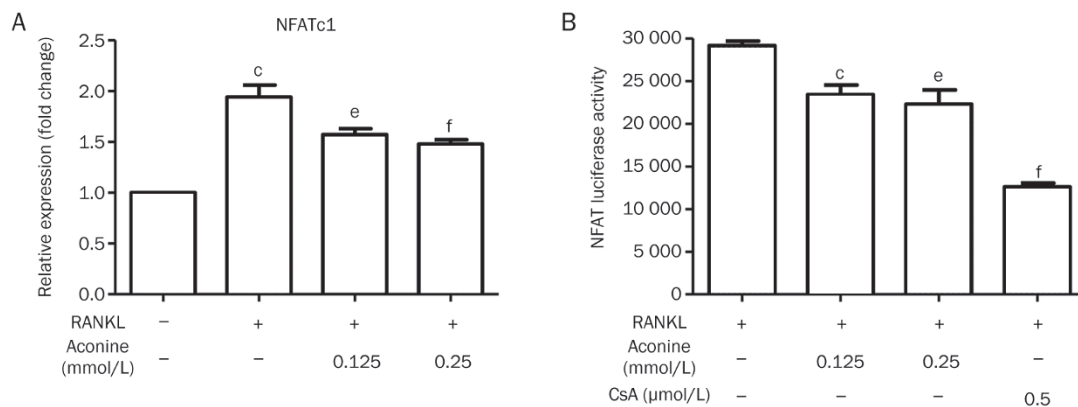 A
NFATc1
Relative expression (fold change)
2.5
2.0
1.5
1.0
0.5
0.0
c
e
f
RANKL – + + +
Aconine (mmol/L) – – 0.125 0.25
B
NFAT luciferase activity
30 000
25 000
20 000
15 000
10 000
5 000
0
c
e
f
RANKL + + + +
Aconine (mmol/L) – 0.125 0.25 –
CsA (μmol/L) – – – 0.5